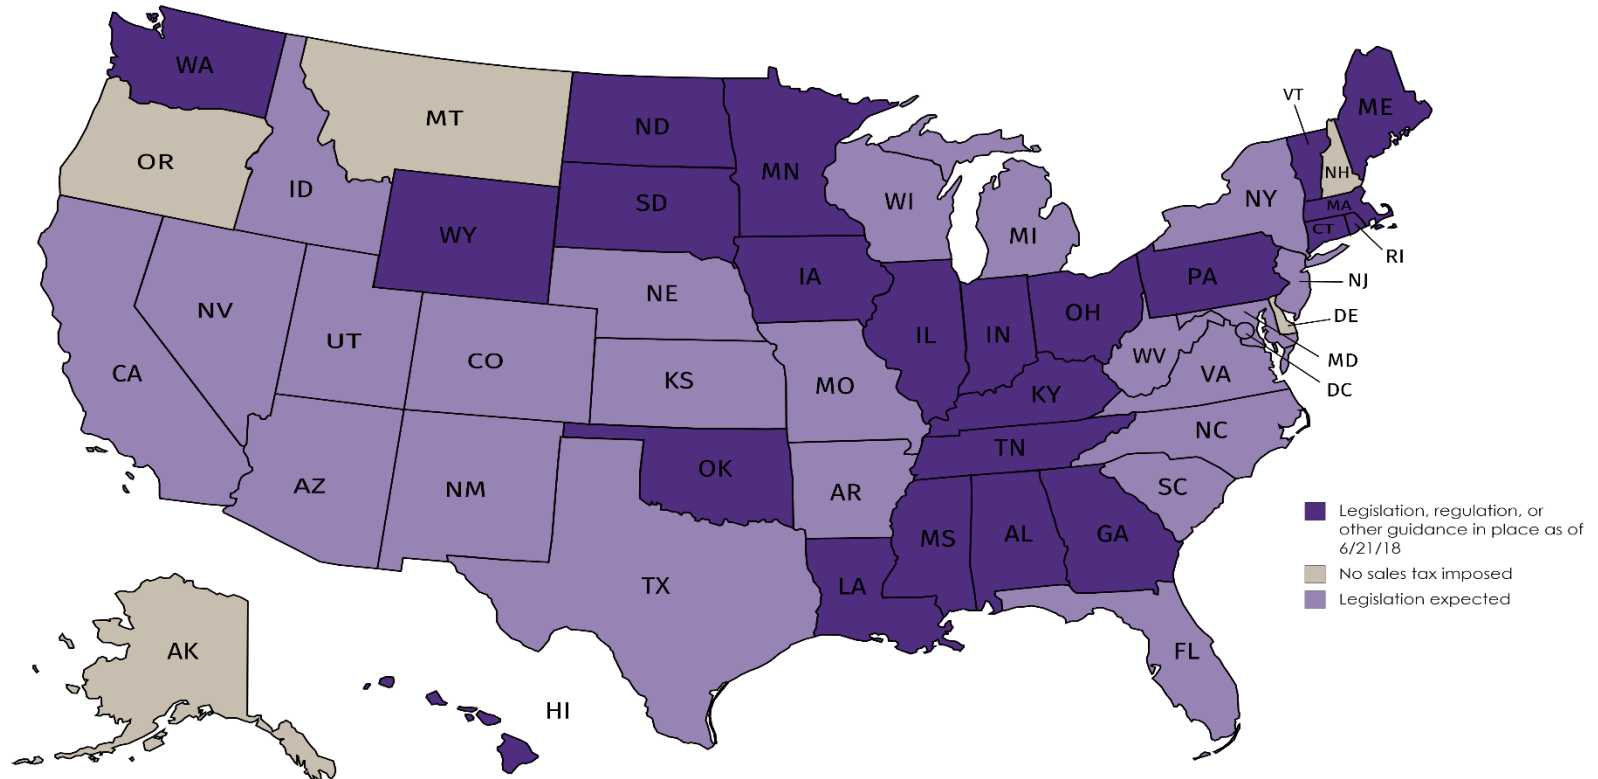 WA
MT
ND
MN
OR
ID
SD
WY
WI
MI
NY
VT
ME
NH
MA
CT
RI
IA
NE
PA
NJ
NV
UT
CO
IL
IN
OH
DE
CA
KS
MO
WV
VA
MD
DC
KY
NC
AZ
NM
OK
AR
TN
SC
MS
AL
GA
TX
LA
FL
AK
HI
Legislation, regulation, or
other guidance in place as of
6/21/18
No sales tax imposed
Legislation expected